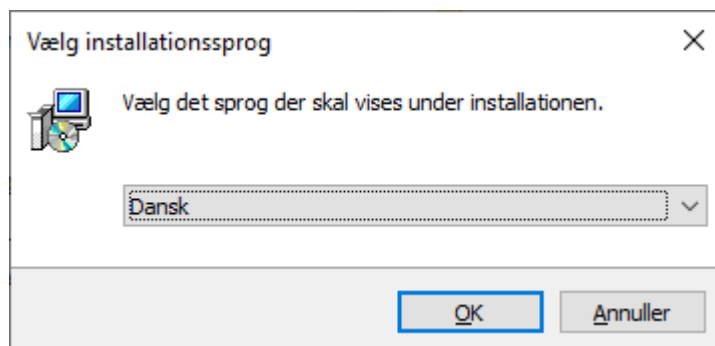 Vælg installationssprog
Vælg det sprog der skal vises under installationen.
Dansk
OK
Annuller